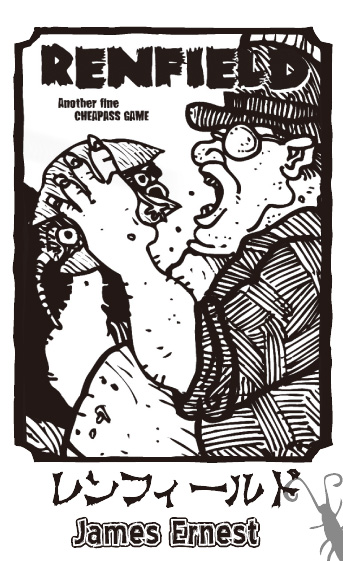 RENFIELD
Another fine
CHEAPASS GAME
レンフィールド
James Ernest